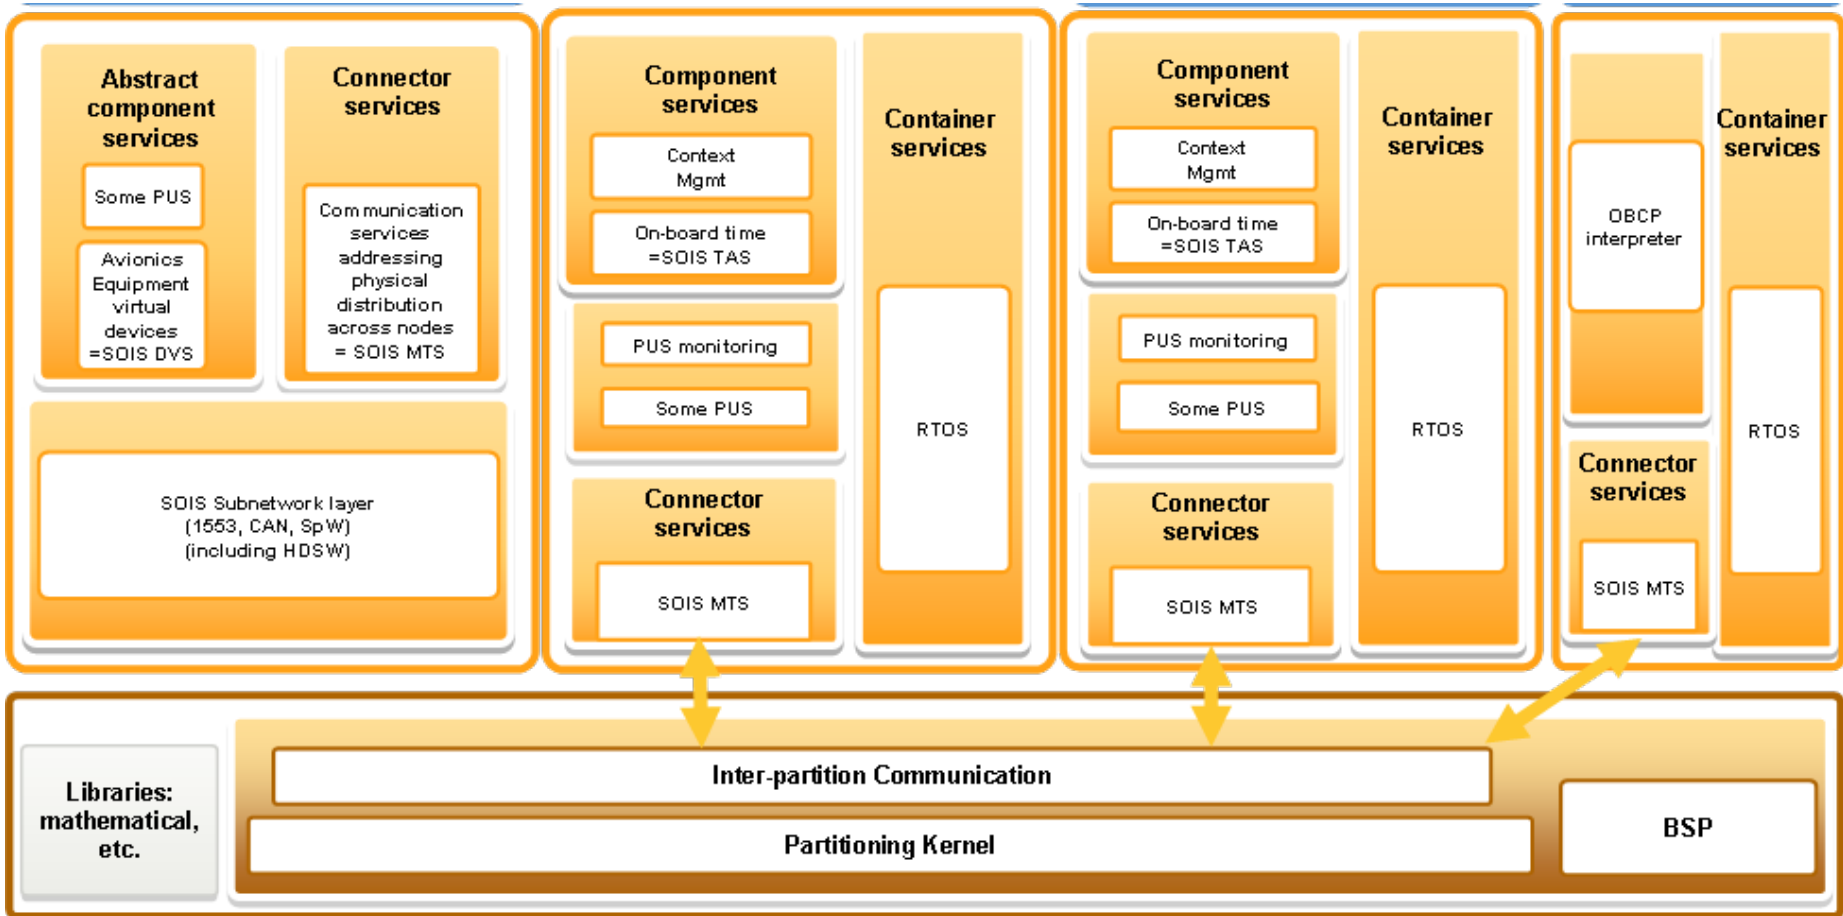 Abstract
component
services
Some PUS
Avionics
Equipment
virtual
devices
=SOIS DVS
Connector
services
Communication
services
addressing
physical
distribution
across nodes
= SOIS MTS
SOIS Subnetwork layer
(1553, CAN, SpW)
(including HDSW)
Component
services
Context
Mgmt
On-board time
=SOIS TAS
PUS monitoring
Some PUS
Connector
services
SOIS MTS
Container
services
RTOS
Component
services
Context
Mgmt
On-board time
=SOIS TAS
PUS monitoring
Some PUS
Connector
services
SOIS MTS
Container
services
RTOS
OBCP
interpreter
Connector
services
SOIS MTS
Container
services
RTOS
Libraries:
mathematical,
etc.
Inter-partition Communication
Partitioning Kernel
BSP